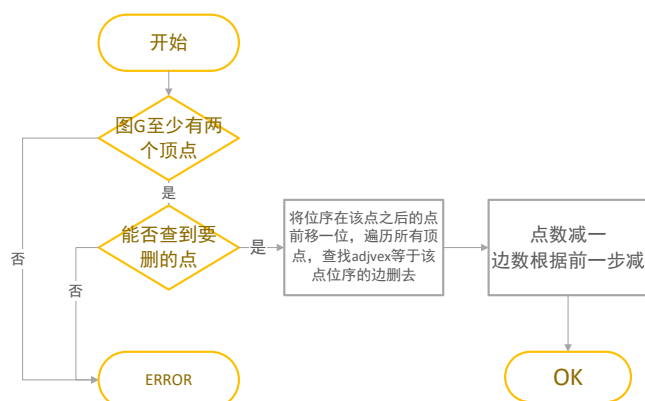 开始
图G至少有两
个顶点
是
能否查到要
删的点
是
将位序在该点之后的点
前移一位，遍历所有顶
点，查找adjvex等于该
点位序的边删去
点数减一
边数根据前一步减
否
否
ERROR
OK